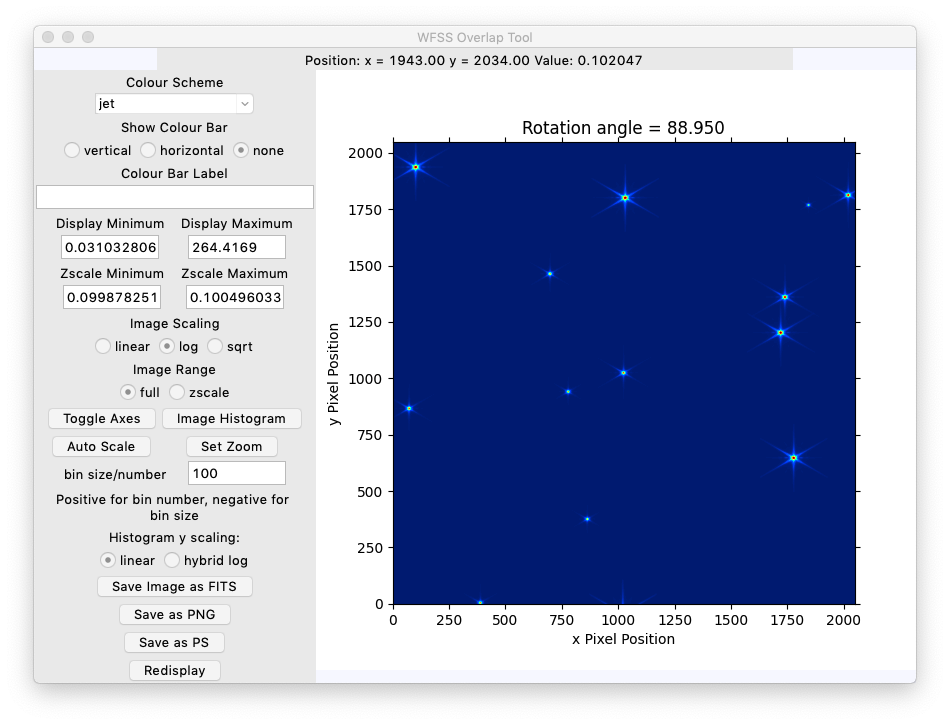 WFSS Overlap Tool
Position: x = 1943.00 y = 2034.00 Value: 0.102047
Colour Scheme
jet
Show Colour Bar
vertical horizontal none
Colour Bar Label
Display Minimum Display Maximum
0.031032806 264.4169
Zscale Minimum Zscale Maximum
0.099878251 0.100496033
Image Scaling
linear log sqrt
Image Range
full zscale
Toggle Axes Image Histogram
Auto Scale Set Zoom
bin size/number 100
Positive for bin number, negative for
bin size
Histogram y scaling:
linear hybrid log
Save Image as FITS
Save as PNG
Save as PS
Redisplay
Rotation angle = 88.950
2000
1750
1500
1250
1000
750
500
250
0
y Pixel Position
0 250 500 750 1000 1250 1500 1750 2000
x Pixel Position